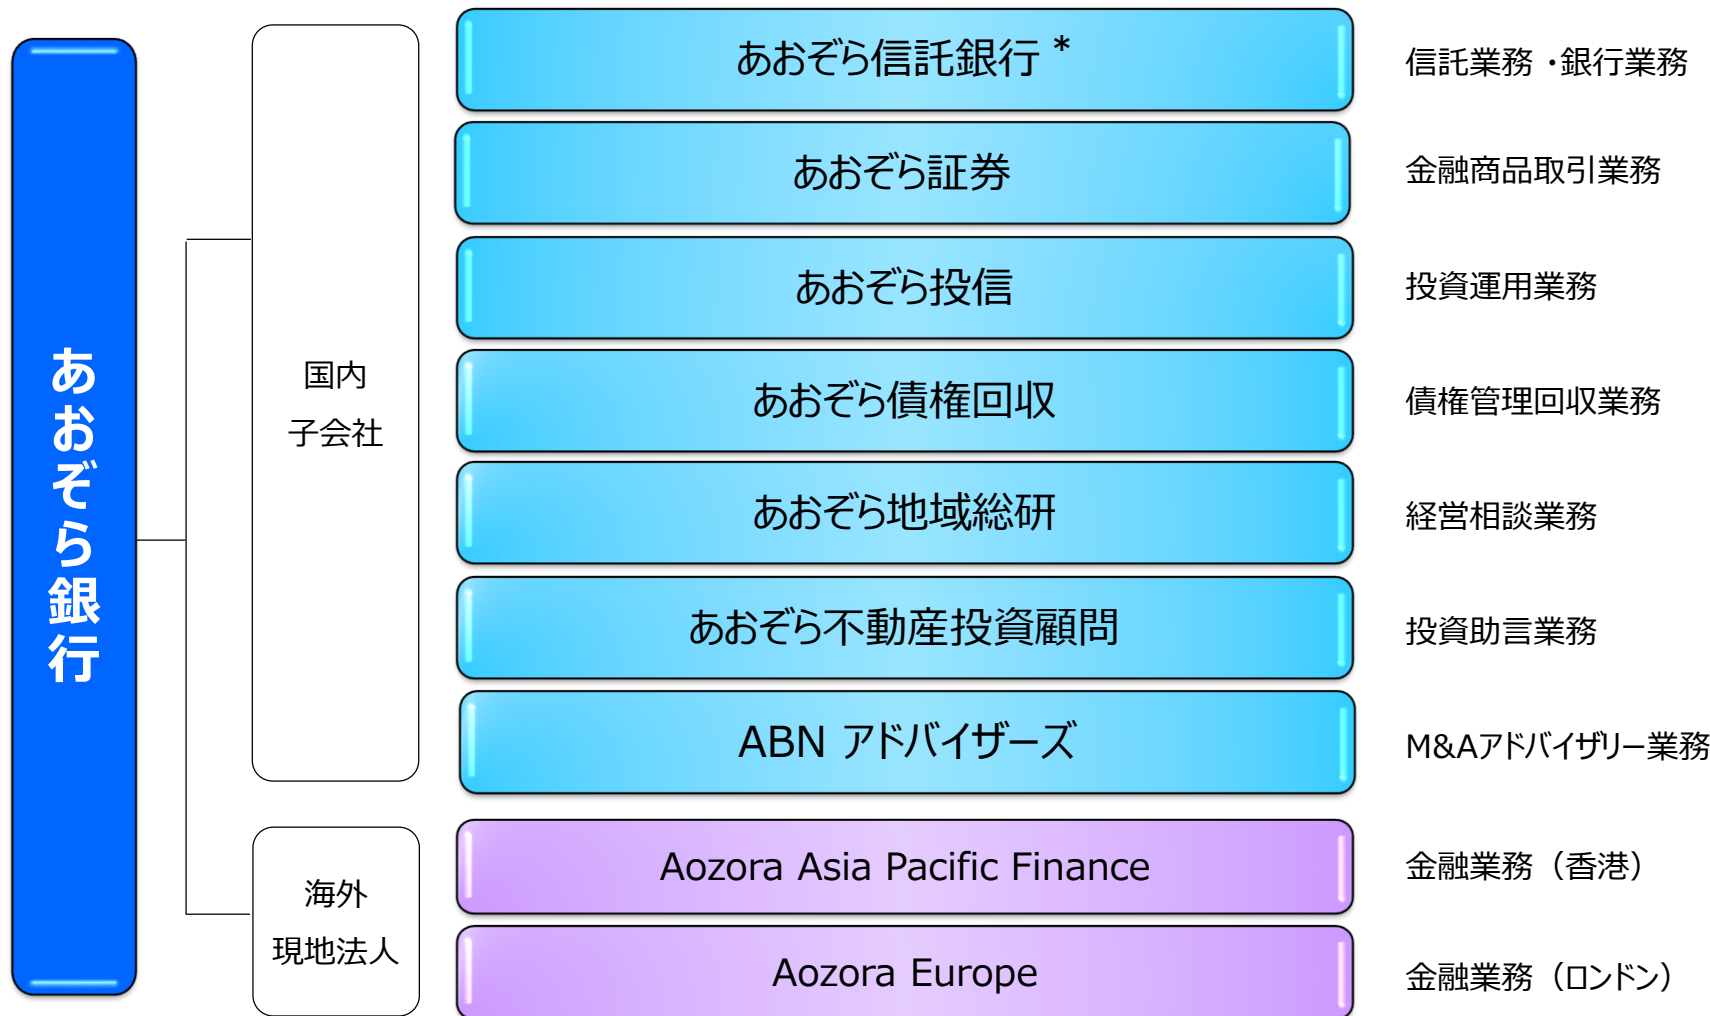 あおぞら銀行
国内
子会社
あおぞら信託銀行 *
信託業務 ・銀行業務
あおぞら証券
金融商品取引業務
あおぞら投信
投資運用業務
あおぞら債権回収
債権管理回収業務
あおぞら地域総研
経営相談業務
あおぞら不動産投資顧問
投資助言業務
ABN アドバイザーズ
M&Aアドバイザリー業務
海外
現地法人
Aozora Asia Pacific Finance
金融業務（香港）
Aozora Europe
金融業務（ロンドン）